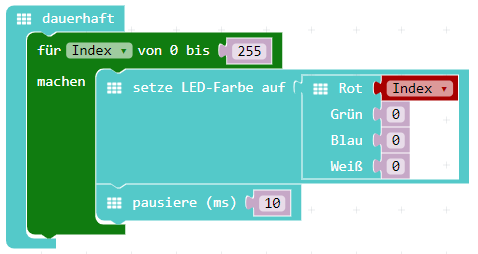 dauerhaft
für Index von 0 bis 255
machen setze LED-Farbe auf Rot Index
Grün 0
Blau 0
Weiß 0
pausiere (ms) 10